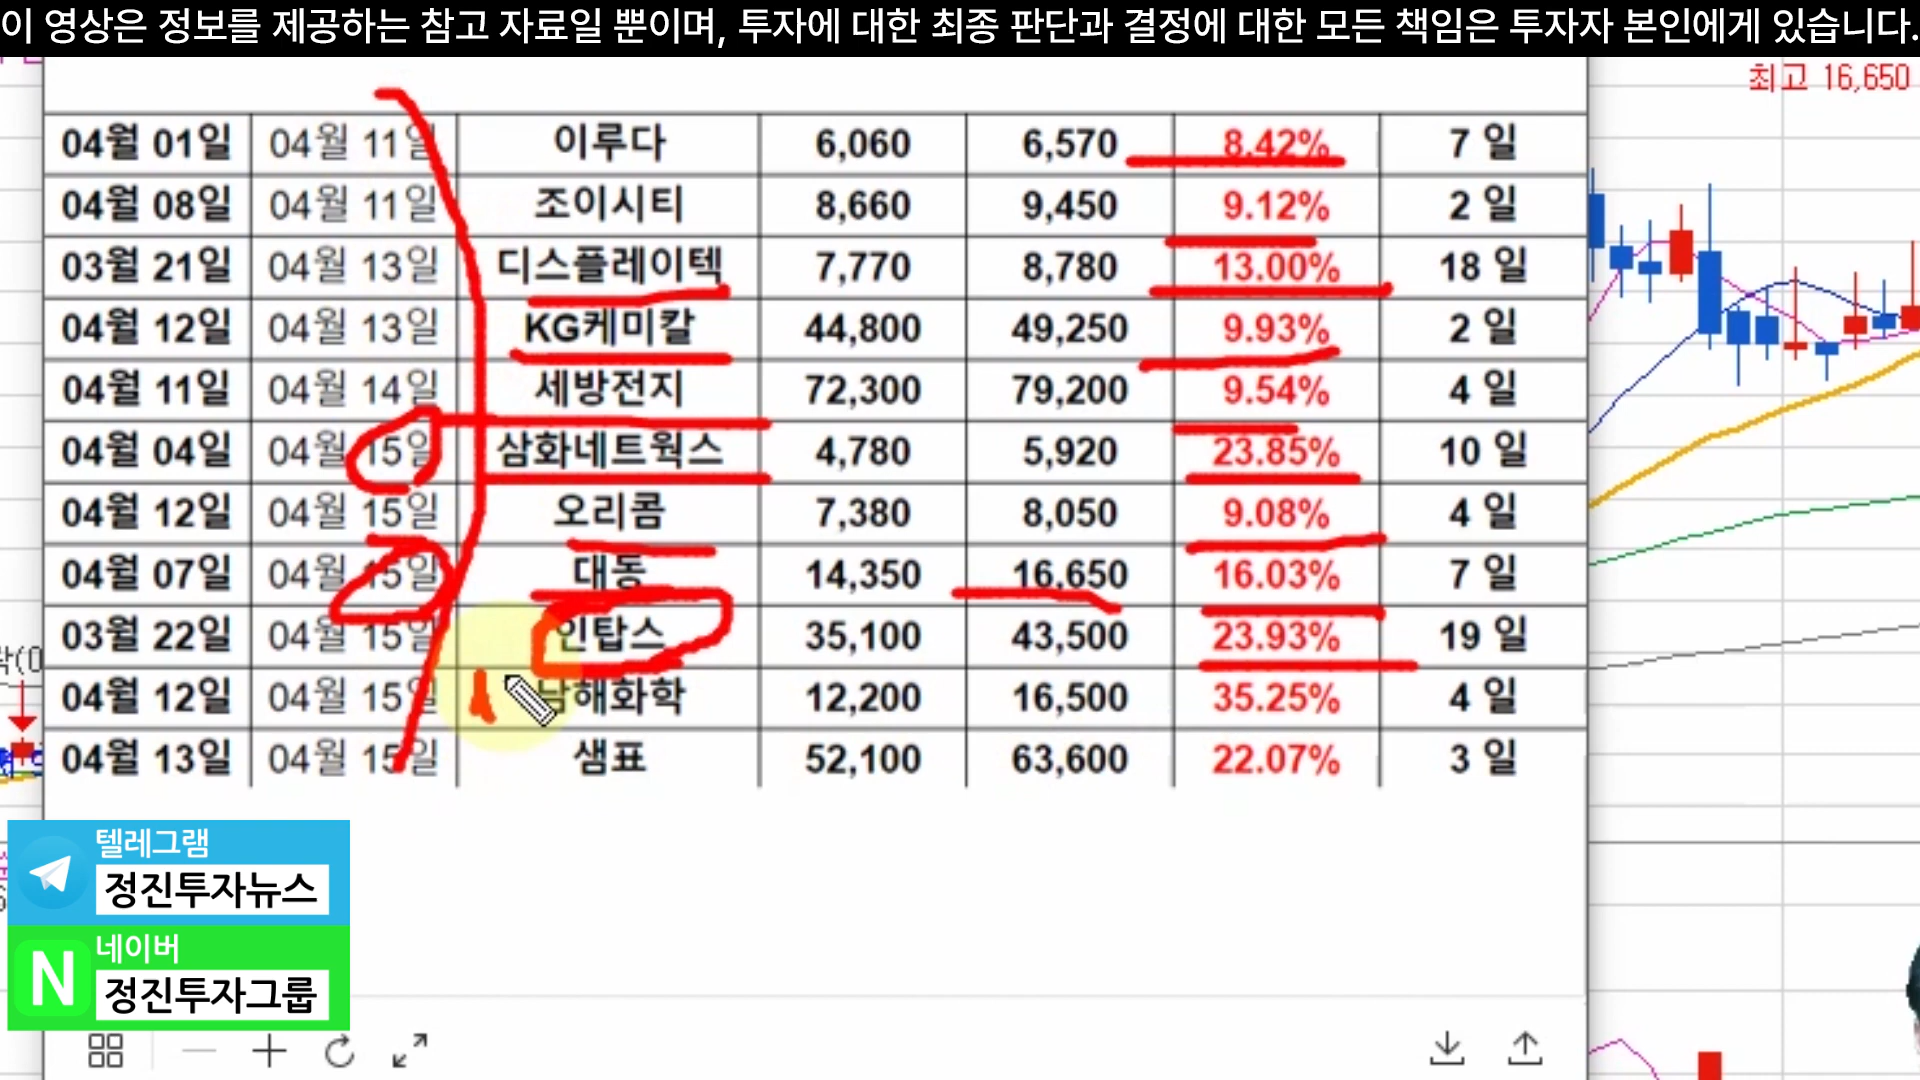 이 영상은 정보를 제공하는 참고 자료일 뿐이며, 투자에 대한 최종 판단과 결정에 대한 모든 책임은 투자자 본인에게 있습니다.
최고 16,650
04월 01일 04월 11일 이루다 6,060 6,570 8.42% 7 일
04월 08일 04월 11일 조이시티 8,660 9,450 9.12% 2 일
03월 21일 04월 13일 디스플레이텍 7,770 8,780 13.00% 18 일
04월 12일 04월 13일 KG케미칼 44,800 49,250 9.93% 2 일
04월 11일 04월 14일 세방전지 72,300 79,200 9.54% 4 일
04월 04일 04월 15일 삼화네트웍스 4,780 5,920 23.85% 10 일
04월 12일 04월 15일 오리콤 7,380 8,050 9.08% 4 일
04월 07일 04월 15일 대동 14,350 16,650 16.03% 7 일
03월 22일 04월 15일 인탑스 35,100 43,500 23.93% 19 일
04월 12일 04월 15일 남해화학 12,200 16,500 35.25% 4 일
04월 13일 04월 15일 샘표 52,100 63,600 22.07% 3 일
텔레그램
정진투자뉴스
N 네이버
정진투자그룹